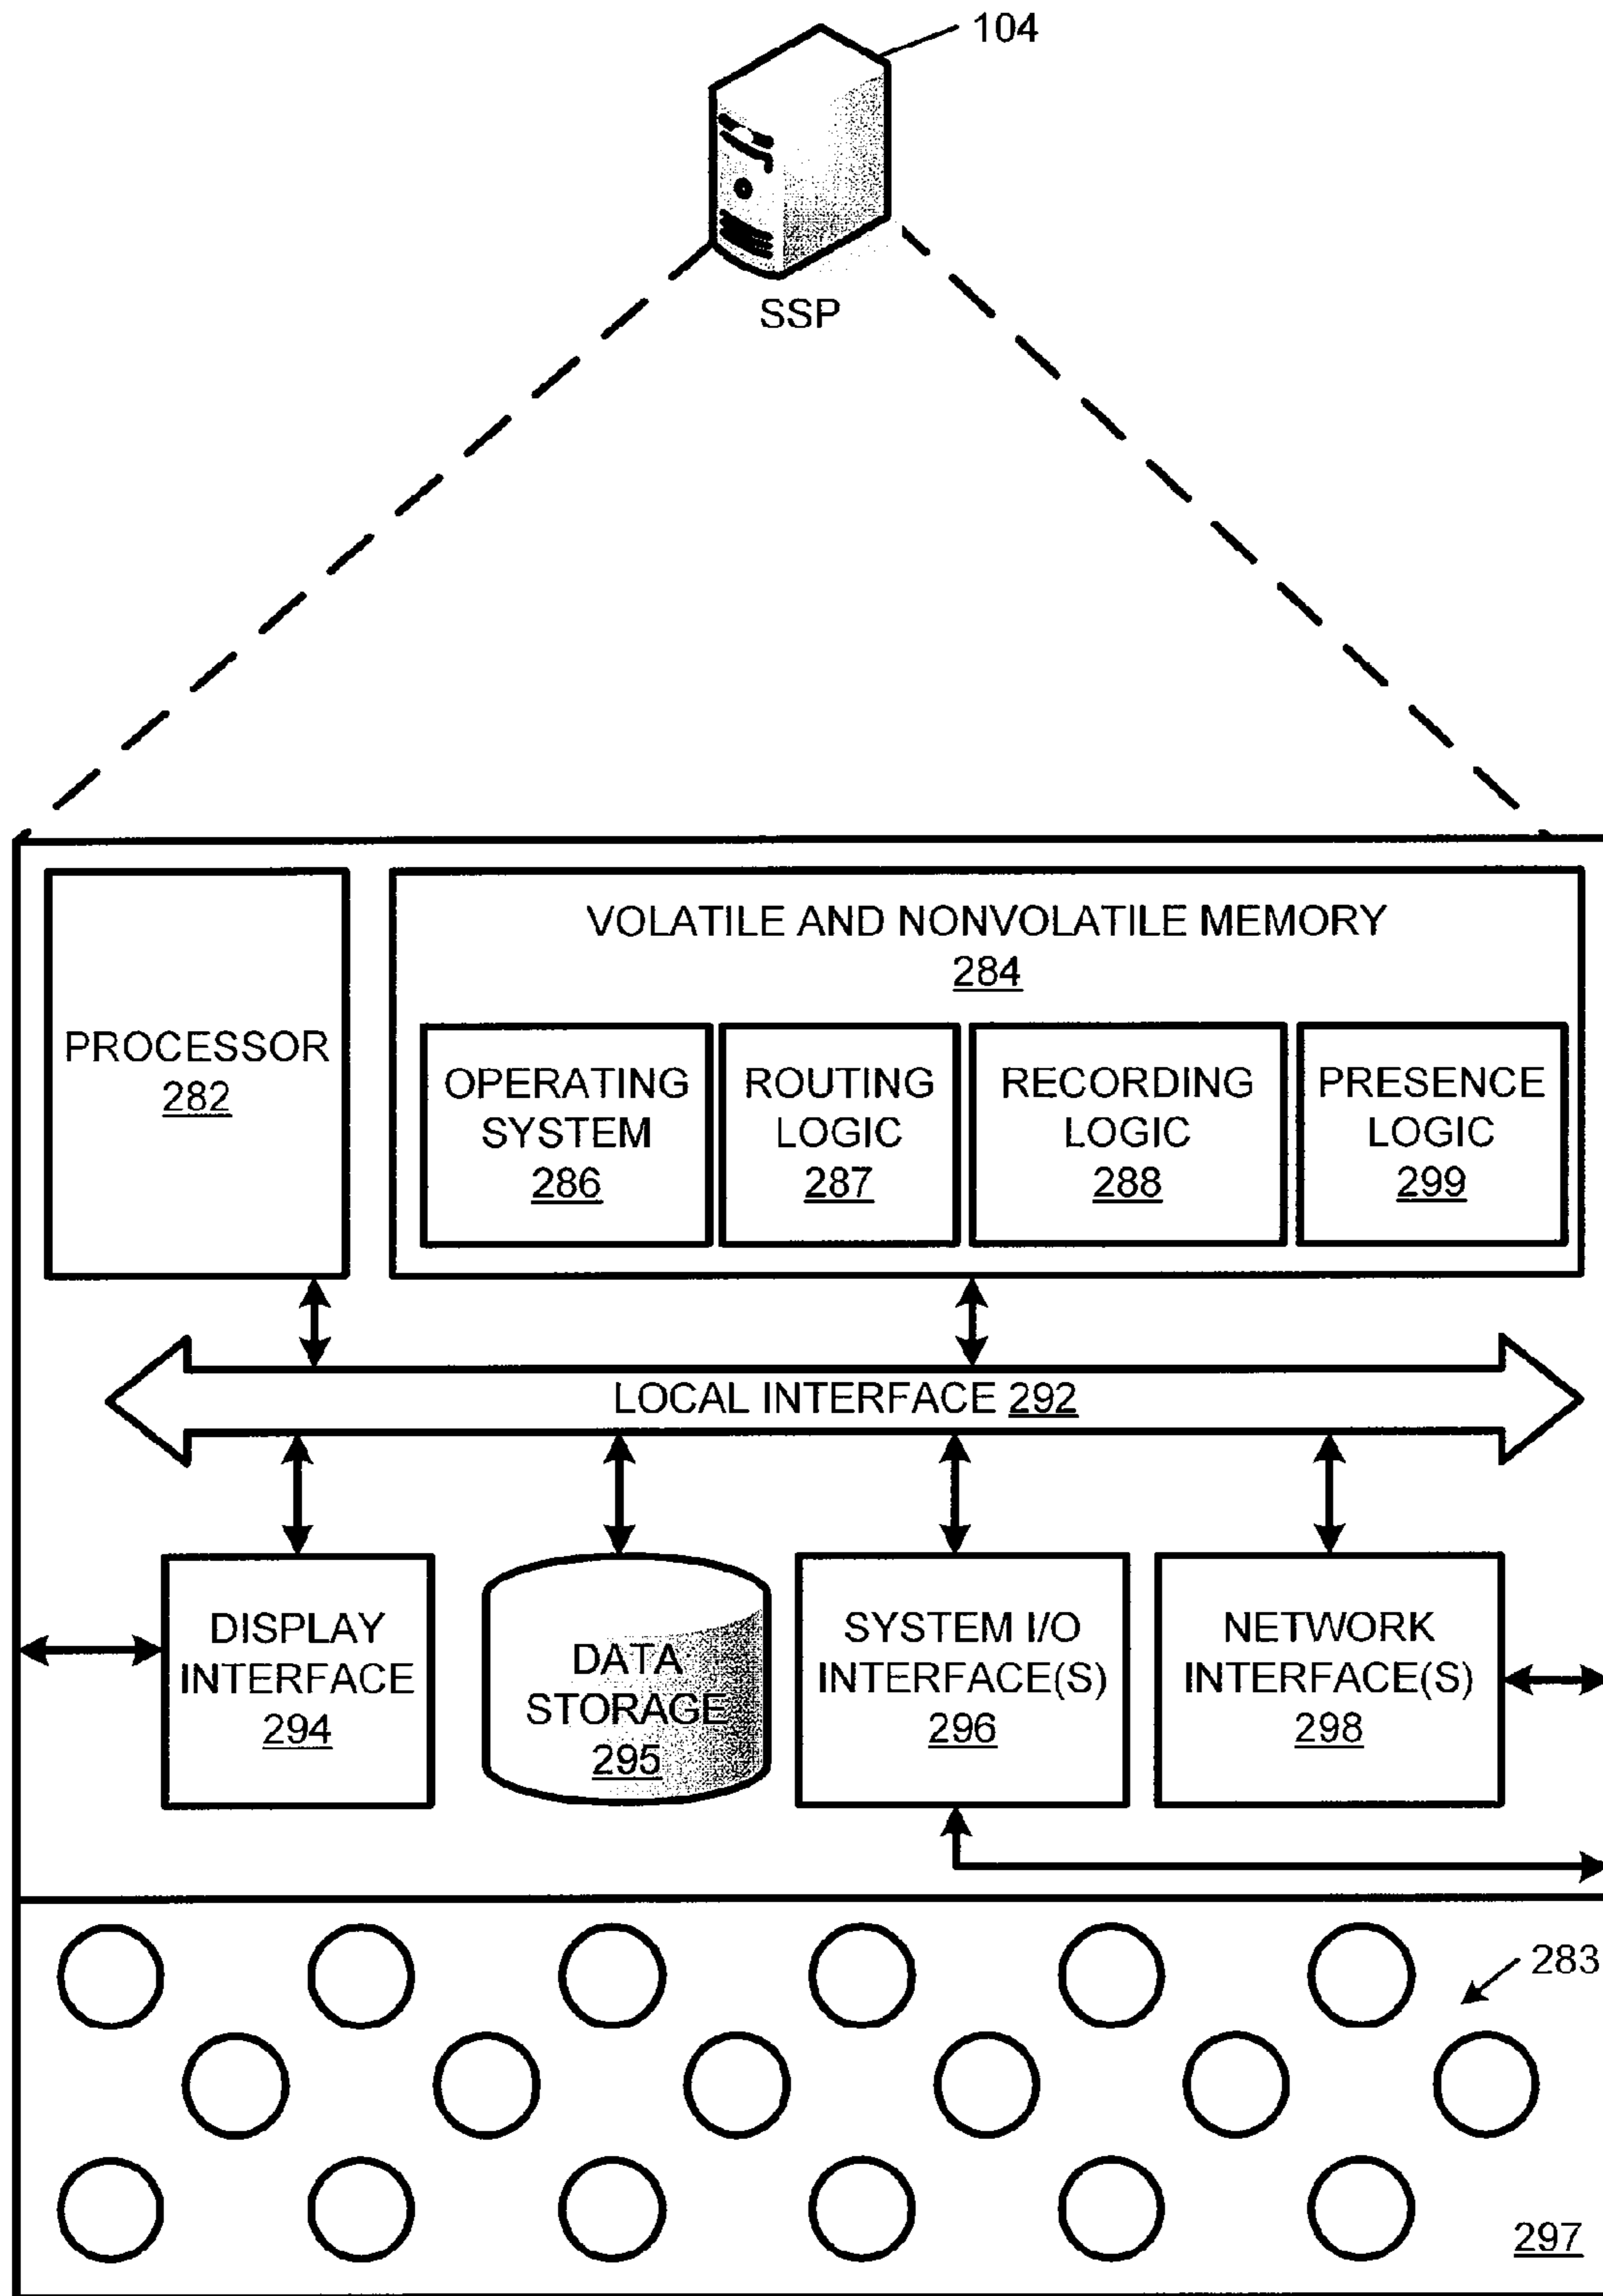 104
SSP
VOLATILE AND NONVOLATILE MEMORY
284
PROCESSOR
282
OPERATING
SYSTEM
286
ROUTING
LOGIC
287
RECORDING
LOGIC
288
PRESENCE
LOGIC
299
LOCAL INTERFACE 292
DISPLAY
INTERFACE
294
DATA
STORAGE
295
SYSTEM I/O
INTERFACE(S)
296
NETWORK
INTERFACE(S)
298
283
297